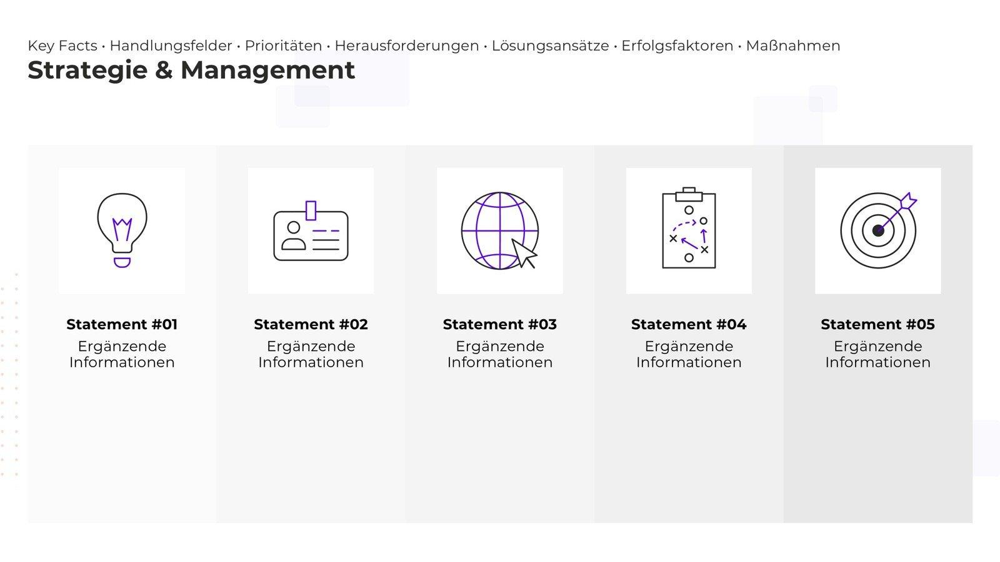 Key Facts • Handlungsfelder • Prioritäten • Herausforderungen • Lösungsansätze • Erfolgsfaktoren • Maßnahmen
Strategie & Management
Statement #01
Ergänzende
Informationen
Statement #02
Ergänzende
Informationen
Statement #03
Ergänzende
Informationen
Statement #04
Ergänzende
Informationen
Statement #05
Ergänzende
Informationen